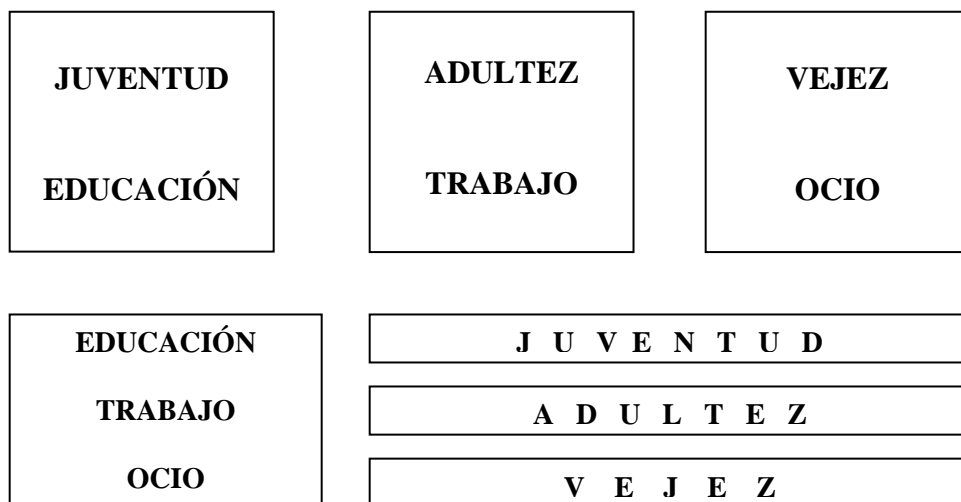 JUVENTUD
EDUCACIÓN
ADULTEZ
TRABAJO
VEJEZ
OCIO
EDUCACIÓN
TRABAJO
OCIO
J U V E N T U D
A D U L T E Z
V E J E Z